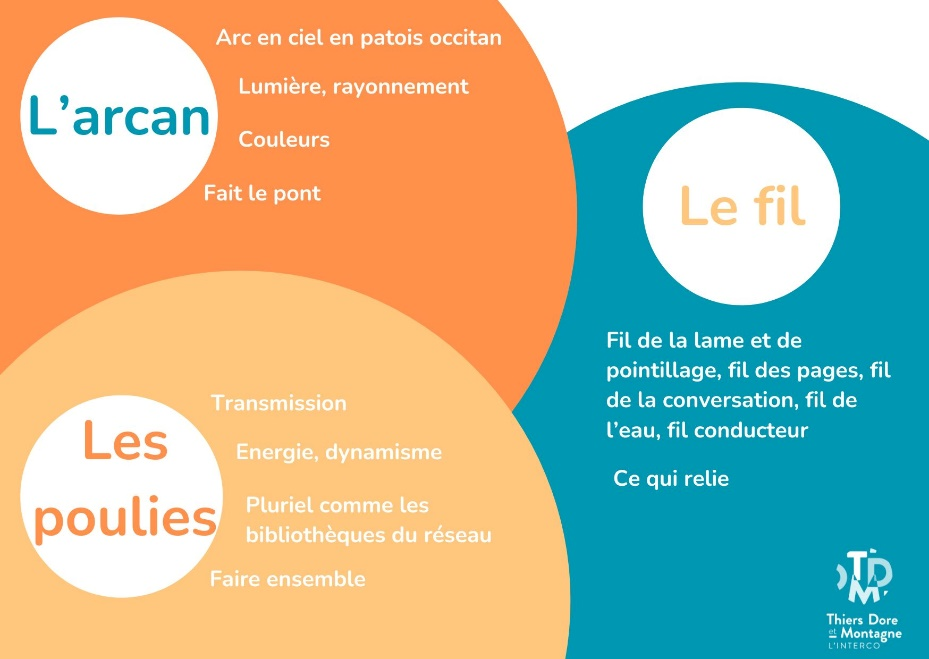 L'arcan
Arc en ciel en patois occitan
Lumière, rayonnement
Couleurs
Fait le pont
Le fil
Fil de la lame et de
pointillage, fil des pages, fil
de la conversation, fil de
l'eau, fil conducteur
Ce qui relie
Les
poulies
Transmission
Energie, dynamisme
Pluriel comme les
bibliothèques du réseau
Faire ensemble
TDM
Thiers Dore
et Montagne
L'INTERCO